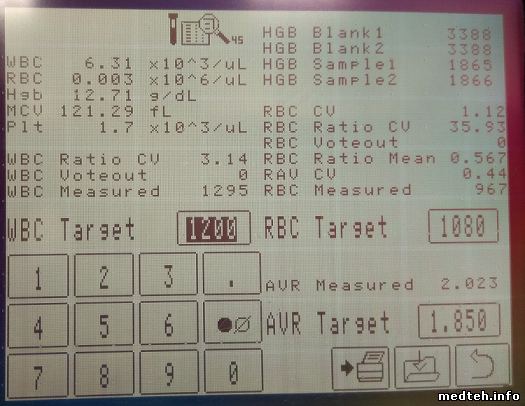 45
HGB Blank1 3388
HGB Blank2 3388
WBC 6.31 x10^3/uL HGB Sample1 1865
RBC 0.003 x10^6/uL HGB Sample2 1866
Hgb 12.71 g/dL
MCV 121.29 fL RBC CV 1.12
Plt 1.7 x10^3/uL RBC Ratio CV 35.93
RBC Voteout 0
WBC Ratio CV 3.14 RBC Ratio Mean 0.567
WBC Voteout 0 RAV CV 0.44
WBC Measured 1295 RBC Measured 967
WBC Target 1200 RBC Target 1080
1 2 3 .
AVR Measured 2.023
4 5 6 AVR Target 1.850
7 8 9 0
medteh.info